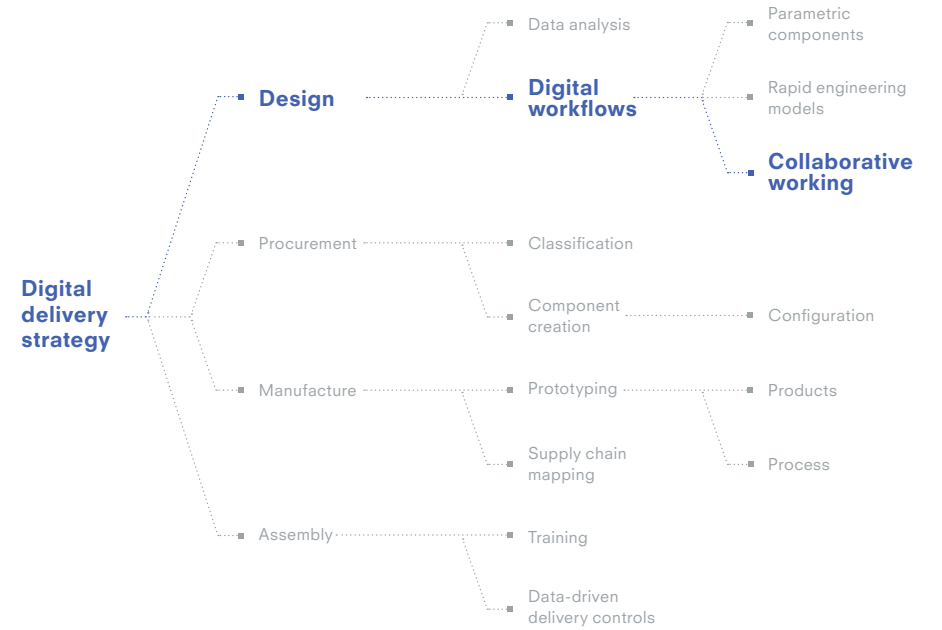 Data analysis
Parametric
components
Design
Digital
workflows
Rapid engineering
models
Collaborative
working
Procurement
Classification
Digital
delivery
strategy
Component
creation
Configuration
Manufacture
Prototyping
Products
Supply chain
mapping
Process
Assembly
Training
Data-driven
delivery controls